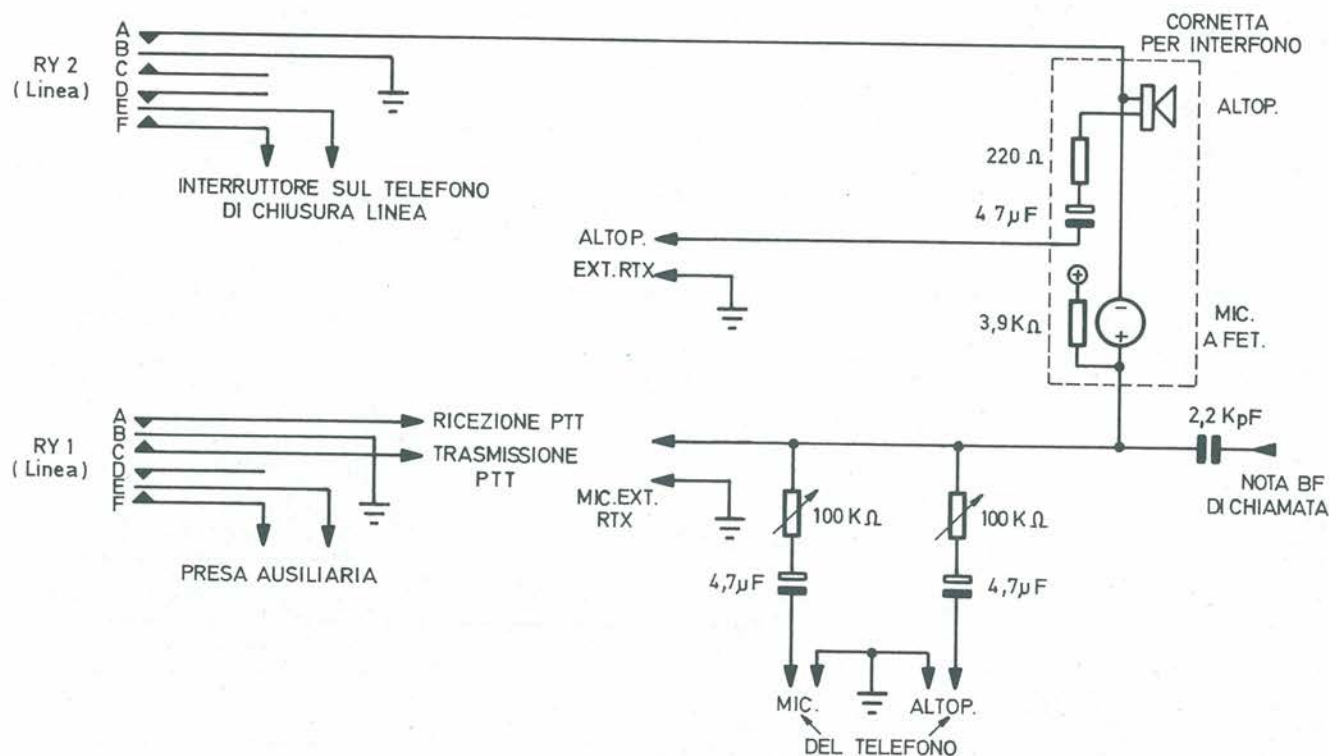 CORNETTA
PER INTERFONO
RY 2
( Linea )
A
B
C
D
E
F
ALTOP.
220 Ω
4 7µF
INTERRUTTORE SUL TELEFONO
DI CHIUSURA LINEA
ALTOP.
EXT. RTX
+
3,9KΩ
−
+
MIC.
A FET.
RY 1
( Linea )
A
B
C
D
E
F
RICEZIONE PTT
TRASMISSIONE
PTT
2,2 KpF
NOTA BF
DI CHIAMATA
MIC. EXT.
RTX
100 KΩ
100 KΩ
PRESA AUSILIARIA
4,7µF
4,7µF
MIC.
ALTOP.
DEL TELEFONO